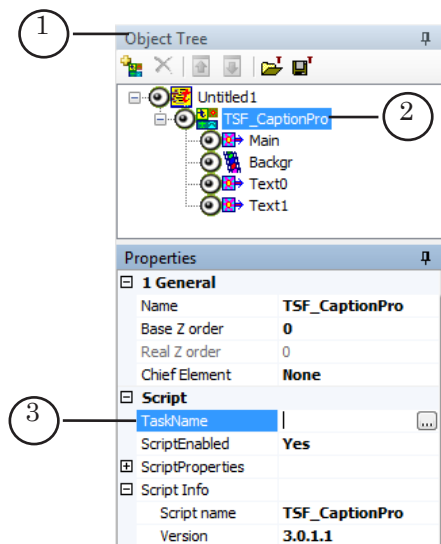 1
Object Tree
Untitled1
TSF_CaptionPro
2
Main
Backgr
Text0
Text1
Properties
1 General
Name TSF_CaptionPro
Base Z order 0
Real Z order 0
Chief Element None
Script
3
TaskName ...
ScriptEnabled Yes
ScriptProperties
Script Info
Script name TSF_CaptionPro
Version 3.0.1.1